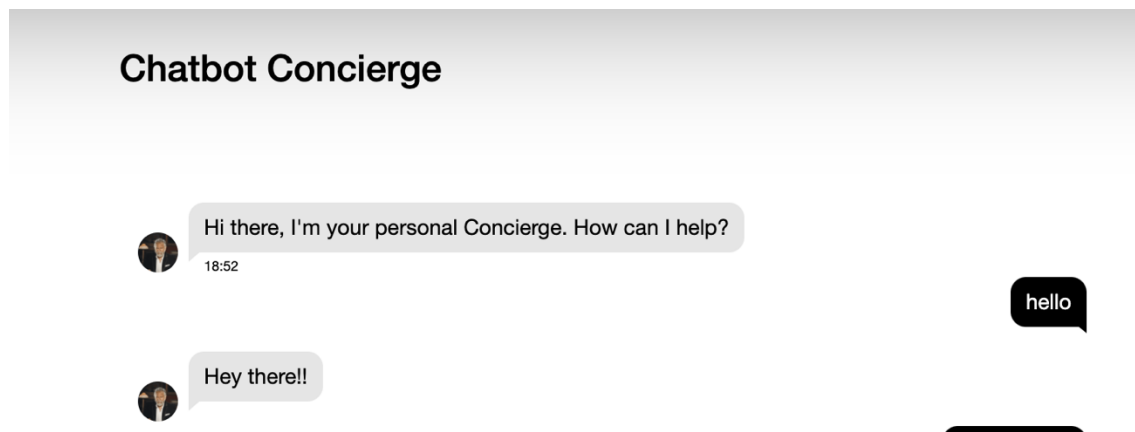 Chatbot Concierge
Hi there, I'm your personal Concierge. How can I help?
18:52
hello
Hey there!!